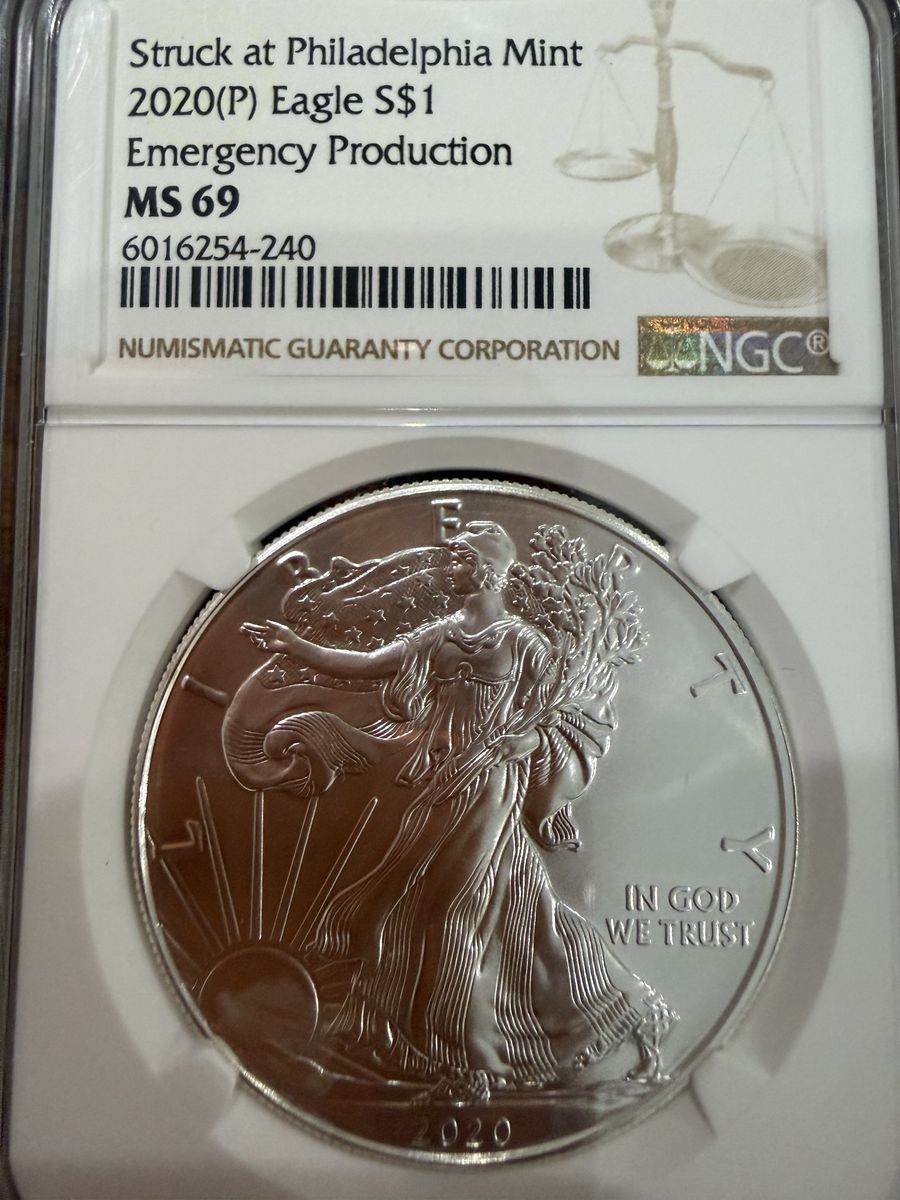 Struck at Philadelphia Mint
2020(P) Eagle S$1
Emergency Production
MS 69
6016254-240
NUMISMATIC GUARANTY CORPORATION
NGC®
LIBERTY
IN GOD
WE TRUST
2020